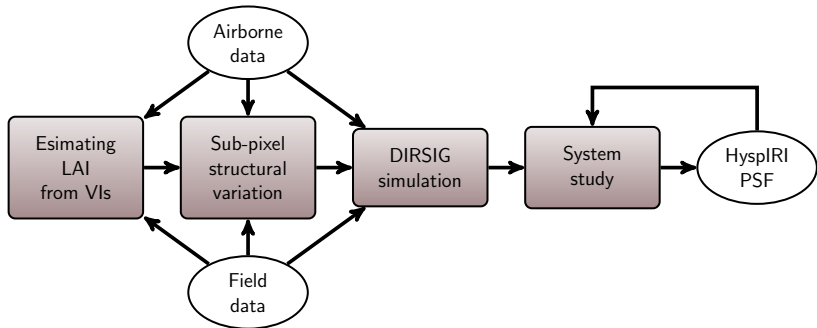 Airborne
data
Esimating
LAI
from VIs
Sub-pixel
structural
variation
DIRSIG
simulation
System
study
HyspIRI
PSF
Field
data